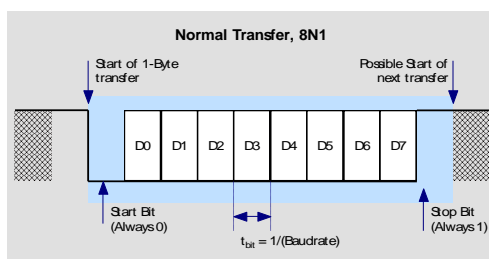 Normal Transfer, 8N1
Start of 1-Byte
transfer
Possible Start of
next transfer
D0 D1 D2 D3 D4 D5 D6 D7
Start Bit
(Always 0)
Stop Bit
(Always 1)
tbit = 1/(Baudrate)